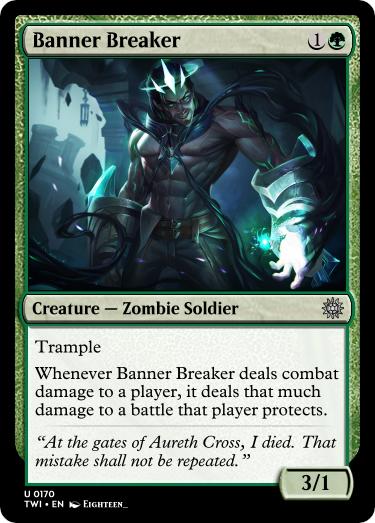 Banner Breaker
1
Creature — Zombie Soldier
Trample
Whenever Banner Breaker deals combat
damage to a player, it deals that much
damage to a battle that player protects.
“At the gates of Aureth Cross, I died. That
mistake shall not be repeated.”
3/1
U 0170
TWI • EN Eighteen_